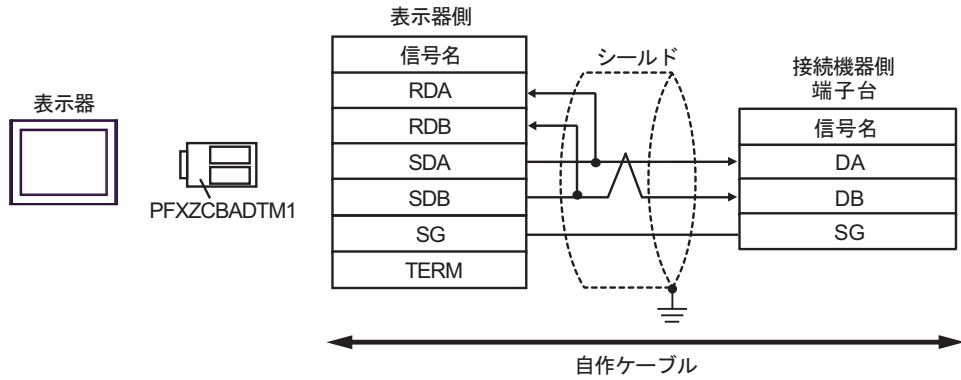 表示器
PFXZCBADTM1
表示器側
信号名
RDA
RDB
SDA
SDB
SG
TERM
シールド
接続機器側
端子台
信号名
DA
DB
SG
自作ケーブル